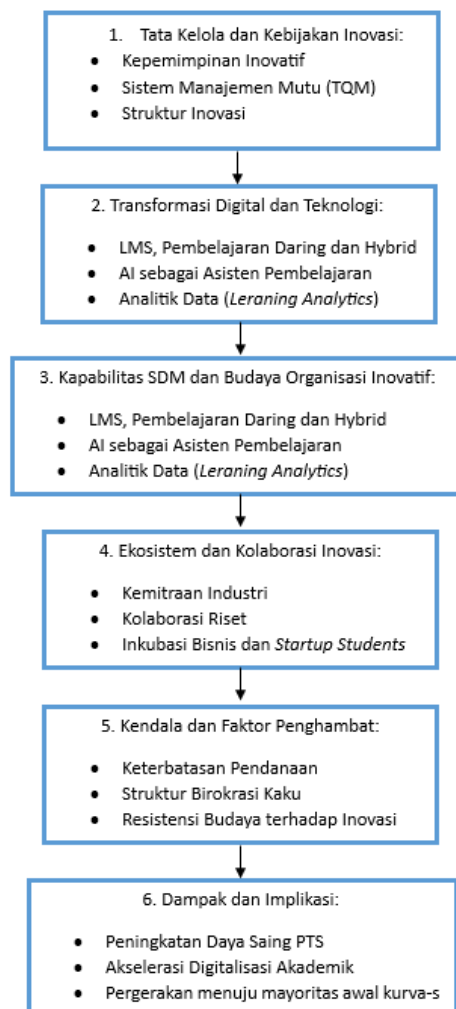 1. Tata Kelola dan Kebijakan Inovasi:
• Kepemimpinan Inovatif
• Sistem Manajemen Mutu (TQM)
• Struktur Inovasi
2. Transformasi Digital dan Teknologi:
• LMS, Pembelajaran Daring dan Hybrid
• AI sebagai Asisten Pembelajaran
• Analitik Data (Leraning Analytics)
3. Kapabilitas SDM dan Budaya Organisasi Inovatif:
• LMS, Pembelajaran Daring dan Hybrid
• AI sebagai Asisten Pembelajaran
• Analitik Data (Leraning Analytics)
4. Ekosistem dan Kolaborasi Inovasi:
• Kemitraan Industri
• Kolaborasi Riset
• Inkubasi Bisnis dan Startup Students
5. Kendala dan Faktor Penghambat:
• Keterbatasan Pendanaan
• Struktur Birokrasi Kaku
• Resistensi Budaya terhadap Inovasi
6. Dampak dan Implikasi:
• Peningkatan Daya Saing PTS
• Akselerasi Digitalisasi Akademik
• Pergerakan menuju mayoritas awal kurva-s